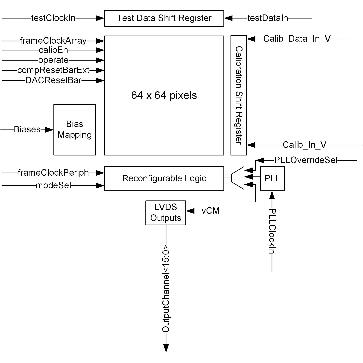 testClockIn
Test Data Shift Register
testDataIn
frameClockArray
calibEn
operate
compResetBarExt
DACResetBar
64 x 64 pixels
Calibration Shift Register
Calib_Data_In_V
Biases
Bias
Mapping
Calib_In_V
PLLOverrideSel
frameClockPeriph
modeSel
Reconfigurable Logic
PLL
LVDS
Outputs
vCM
PLLClockIn
OutputChannel<15:0>